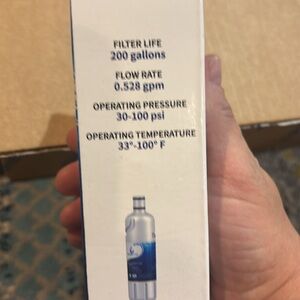 FILTER LIFE
200 gallons
FLOW RATE
0.528 gpm
OPERATING PRESSURE
30-100 psi
OPERATING TEMPERATURE
33°-100° F